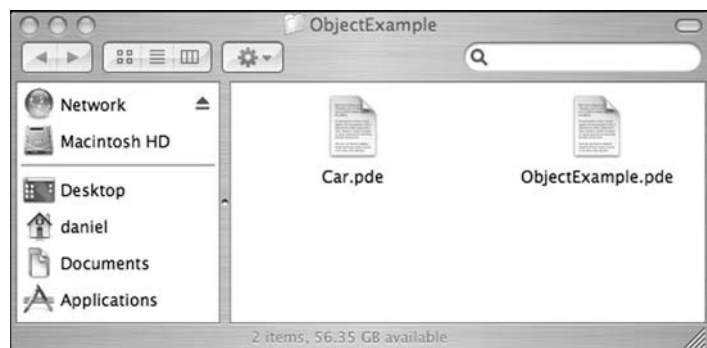 ObjectExample
Network
Macintosh HD
Desktop
daniel
Documents
Applications
Car.pde
ObjectExample.pde
2 items, 56.35 GB available